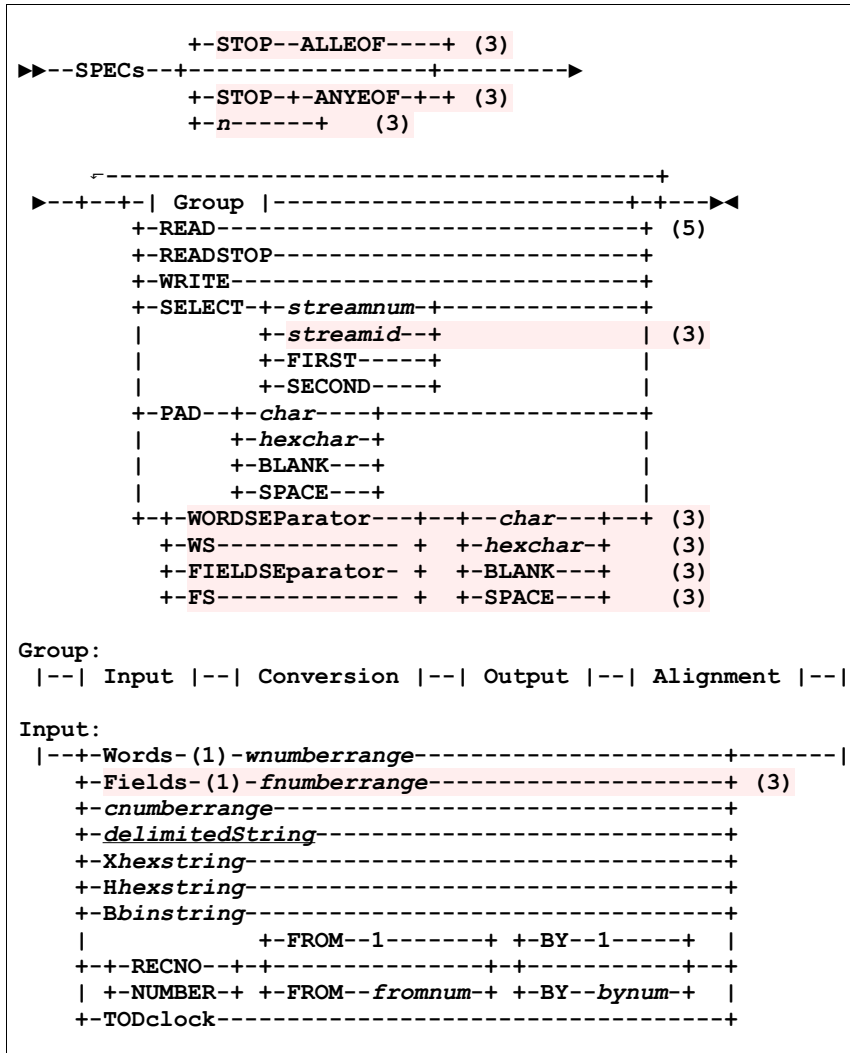 +-STOP--ALLEOF----+ (3)
►►--SPECs--+-----------------+---------►
            +-STOP-+-ANYEOF-+-+ (3)
            +-n------+   (3)
     ⬐---------------------------------------+
 ►--+--+-| Group |-------------------------+-+---►◄
        +-READ------------------------------+ (5)
        +-READSTOP--------------------------+
        +-WRITE-----------------------------+
        +-SELECT-+-streamnum-+--------------+
        |        +-streamid--+              | (3)
        |        +-FIRST-----+              |
        |        +-SECOND----+              |
        +-PAD--+-char----+------------------+
        |      +-hexchar-+                  |
        |      +-BLANK---+                  |
        |      +-SPACE---+                  |
        +-+-WORDSEParator---+--+--char---+--+ (3)
          +-WS------------- +  +-hexchar-+    (3)
          +-FIELDSEparator- +  +-BLANK---+    (3)
          +-FS------------- +  +-SPACE---+    (3)
Group:
 |--| Input |--| Conversion |--| Output |--| Alignment |--|
Input:
 |--+-Words-(1)-wnumberrange----------------------+-------|
    +-Fields-(1)-fnumberrange---------------------+ (3)
    +-cnumberrange--------------------------------+
    +-delimitedString-----------------------------+
    +-Xhexstring----------------------------------+
    +-Hhexstring----------------------------------+
    +-Bbinstring----------------------------------+
    |            +-FROM--1-------+ +-BY--1-----+  |
    +-+-RECNO--+-+---------------+-+-----------+--+
    | +-NUMBER-+ +-FROM--fromnum-+ +-BY--bynum-+  |
    +-TODclock------------------------------------+